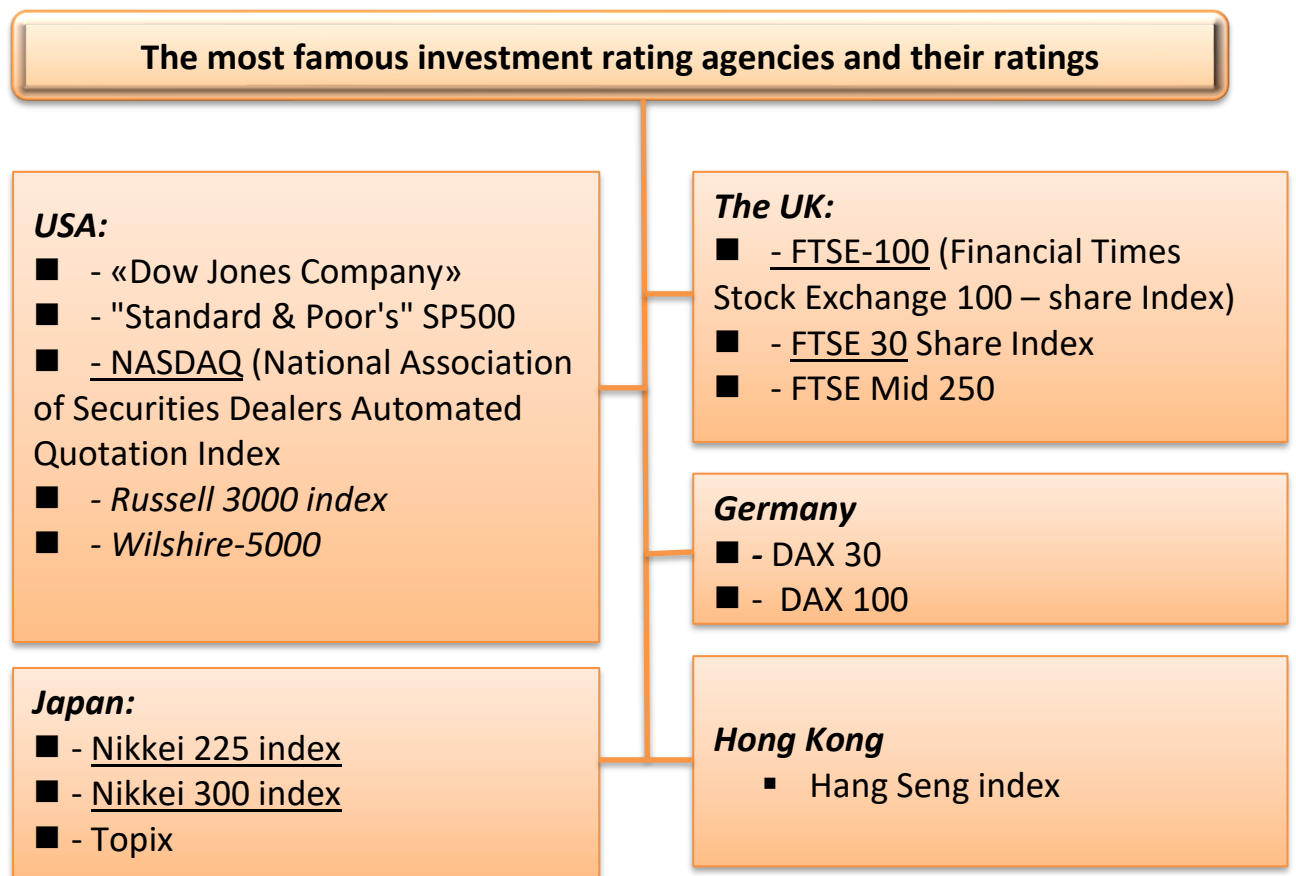 The most famous investment rating agencies and their ratings
USA:
■ - «Dow Jones Company»
■ - "Standard & Poor's" SP500
■ - NASDAQ (National Association
of Securities Dealers Automated
Quotation Index
■ - Russell 3000 index
■ - Wilshire-5000
The UK:
■ - FTSE-100 (Financial Times
Stock Exchange 100 – share Index)
■ - FTSE 30 Share Index
■ - FTSE Mid 250
Germany
■ - DAX 30
■ - DAX 100
Japan:
■ - Nikkei 225 index
■ - Nikkei 300 index
■ - Topix
Hong Kong
▪ Hang Seng index